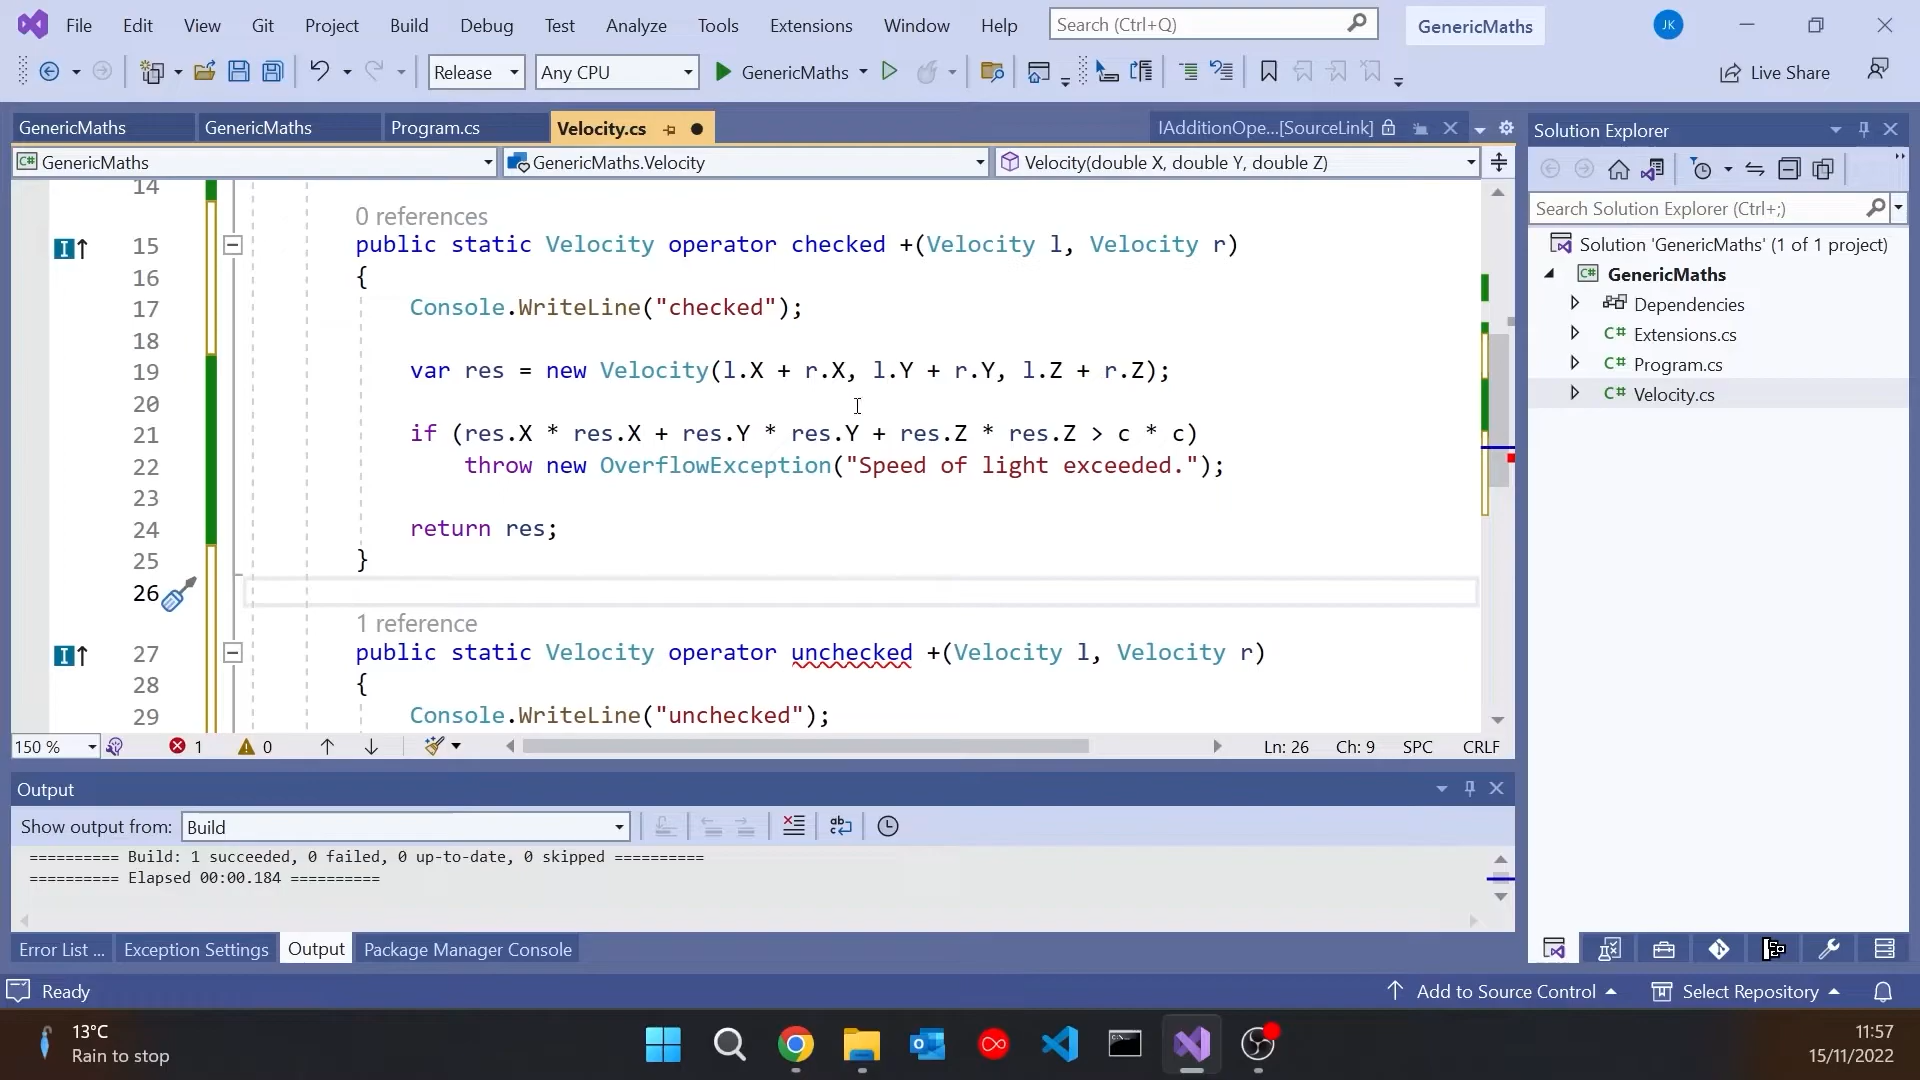 File Edit View Git Project Build Debug Test Analyze Tools Extensions Window Help Search (Ctrl+Q) GenericMaths JK
Release Any CPU GenericMaths Live Share
GenericMaths GenericMaths Program.cs Velocity.cs IAdditionOpe...[SourceLink]
GenericMaths GenericMaths.Velocity Velocity(double X, double Y, double Z)
14
0 references
15 public static Velocity operator checked +(Velocity l, Velocity r)
16 {
17 Console.WriteLine("checked");
18
19 var res = new Velocity(l.X + r.X, l.Y + r.Y, l.Z + r.Z);
20
21 if (res.X * res.X + res.Y * res.Y + res.Z * res.Z > c * c)
22 throw new OverflowException("Speed of light exceeded.");
23
24 return res;
25 }
26
1 reference
27 public static Velocity operator unchecked +(Velocity l, Velocity r)
28 {
29 Console.WriteLine("unchecked");
150 % 1 0 Ln: 26 Ch: 9 SPC CRLF
Output
Show output from: Build
========== Build: 1 succeeded, 0 failed, 0 up-to-date, 0 skipped ==========
========== Elapsed 00:00.184 ==========
Error List ... Exception Settings Output Package Manager Console
Solution Explorer
Search Solution Explorer (Ctrl+;)
Solution 'GenericMaths' (1 of 1 project)
GenericMaths
Dependencies
C# Extensions.cs
C# Program.cs
C# Velocity.cs
Ready Add to Source Control Select Repository
13°C
Rain to stop
11:57
15/11/2022